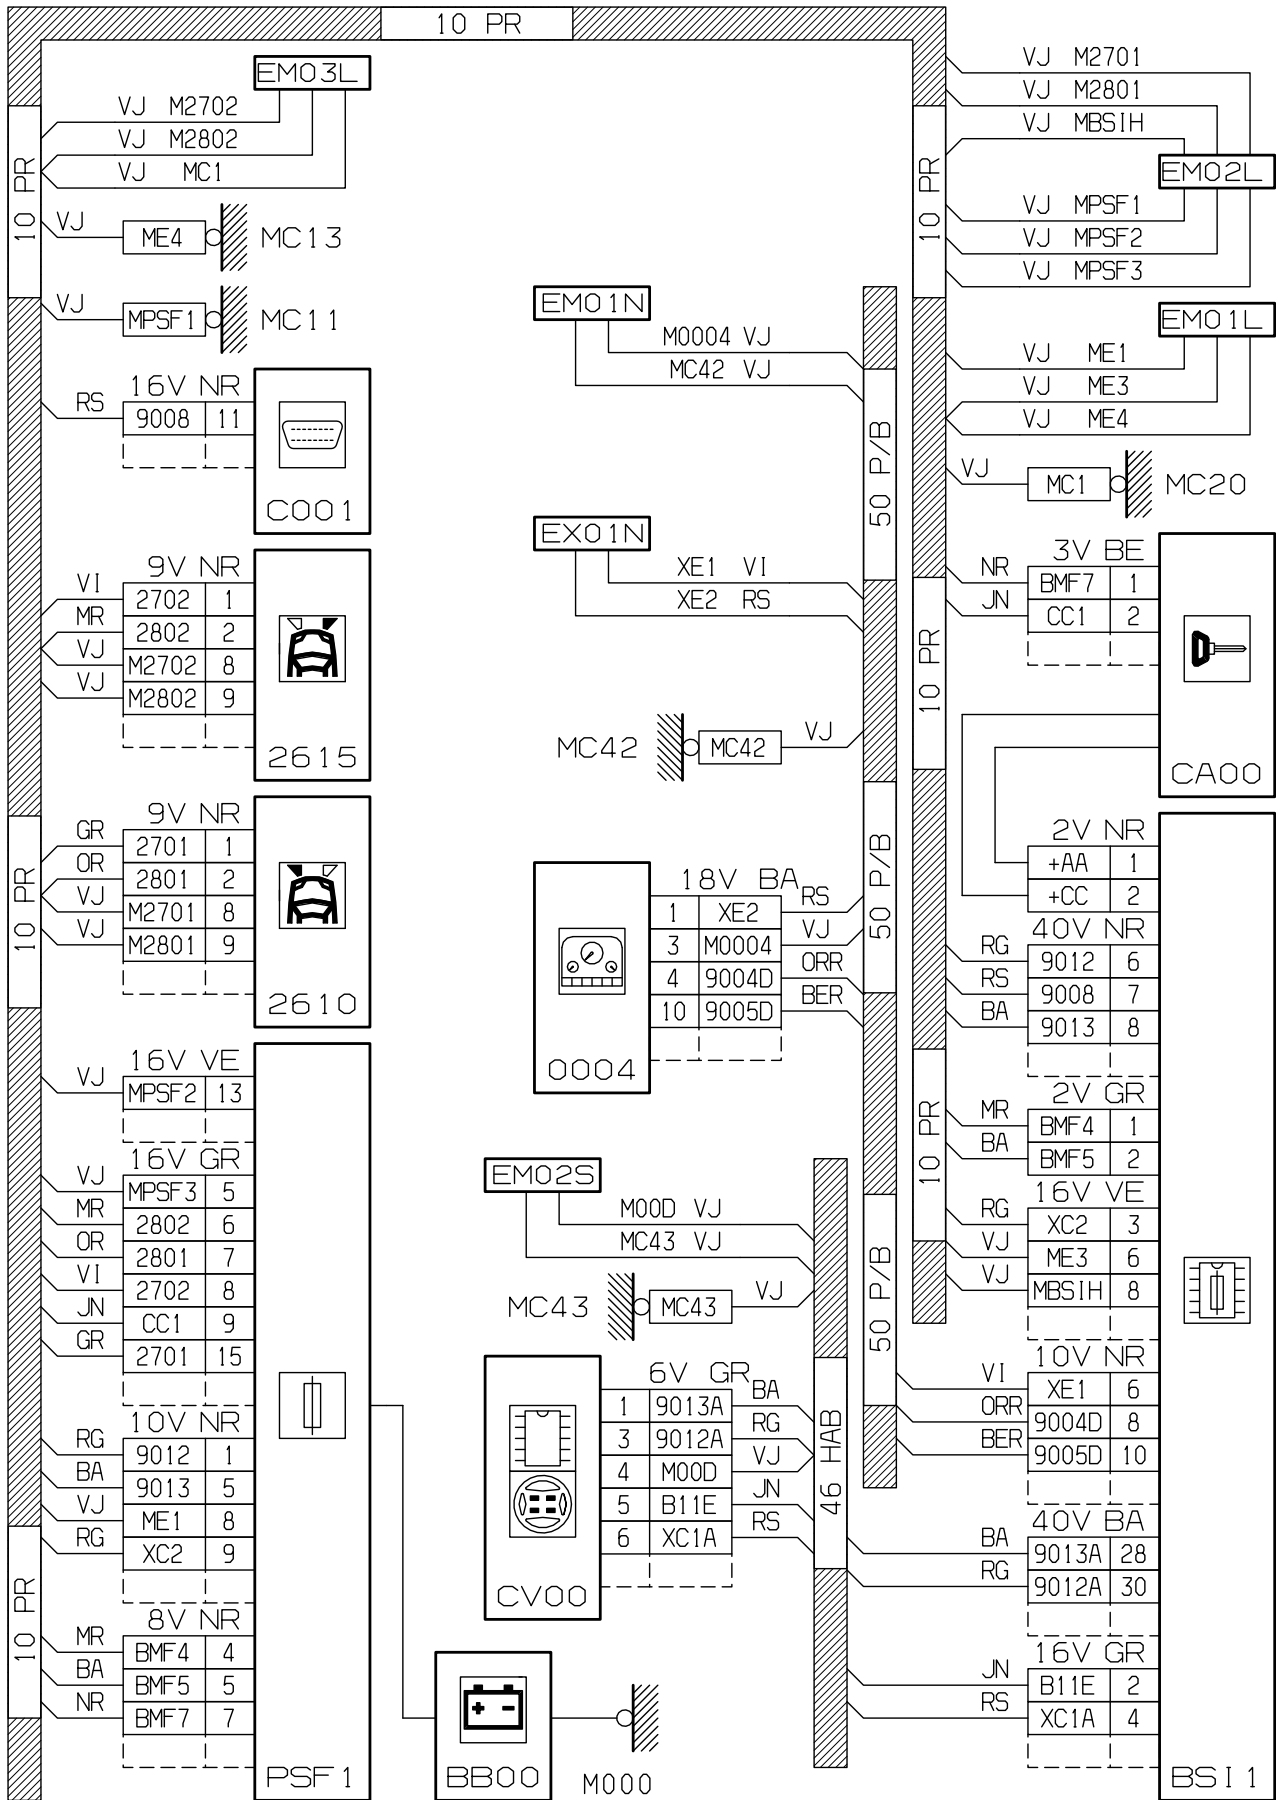 10 PR
EM03L
VJ M2702
VJ M2802
VJ MC1
10 PR
VJ
ME4
MC13
VJ
MPSF1
MC11
16V NR
RS
9008 11
C001
9V NR
VI
2702 1
MR
2802 2
VJ
M2702 8
VJ
M2802 9
2615
9V NR
GR
2701 1
OR
2801 2
VJ
M2701 8
VJ
M2801 9
10 PR
2610
16V VE
VJ
MPSF2 13
16V GR
VJ
MPSF3 5
MR
2802 6
OR
2801 7
VI
2702 8
JN
CC1 9
GR
2701 15
10V NR
RG
9012 1
BA
9013 5
VJ
ME1 8
RG
XC2 9
10 PR
8V NR
MR
BMF4 4
BA
BMF5 5
NR
BMF7 7
PSF1
EM01N
M0004 VJ
MC42 VJ
50 P/B
EX01N
XE1 VI
XE2 RS
MC42
MC42
VJ
50 P/B
18V BA
1 XE2
RS
3 M0004
VJ
4 9004D
ORR
10 9005D
BER
0004
EM02S
M00D VJ
MC43 VJ
MC43
MC43
VJ
50 P/B
6V GR
1 9013A
BA
3 9012A
RG
4 M00D
VJ
5 B11E
JN
6 XC1A
RS
CV00
46 HAB
BB00
+ -
M000
VJ M2701
VJ M2801
VJ MBSIH
EM02L
10 PR
VJ MPSF1
VJ MPSF2
VJ MPSF3
EM01L
VJ ME1
VJ ME3
VJ ME4
VJ
MC1
MC20
3V BE
NR
BMF7 1
JN
CC1 2
10 PR
CA00
2V NR
+AA 1
+CC 2
40V NR
RG
9012 6
RS
9008 7
BA
9013 8
10 PR
2V GR
MR
BMF4 1
BA
BMF5 2
16V VE
RG
XC2 3
VJ
ME3 6
VJ
MBSIH 8
10V NR
VI
XE1 6
ORR
9004D 8
BER
9005D 10
40V BA
BA
9013A 28
RG
9012A 30
16V GR
JN
B11E 2
RS
XC1A 4
BSI1